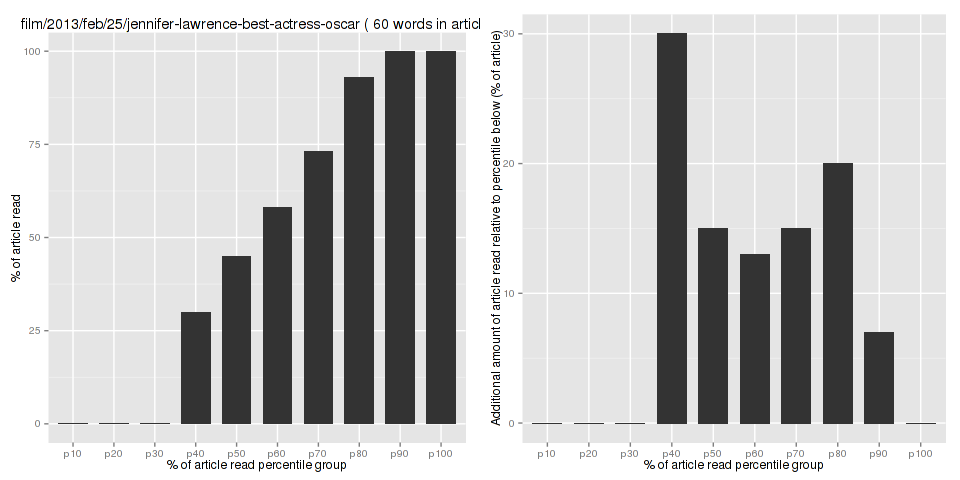 film/2013/feb/25/jennifer-lawrence-best-actress-oscar ( 60 words in articl
% of article read
100
75
50
25
0
p10 p20 p30 p40 p50 p60 p70 p80 p90 p100
% of article read percentile group
Additional amount of article read relative to percentile below (% of article)
30
20
10
0
p10 p20 p30 p40 p50 p60 p70 p80 p90 p100
% of article read percentile group